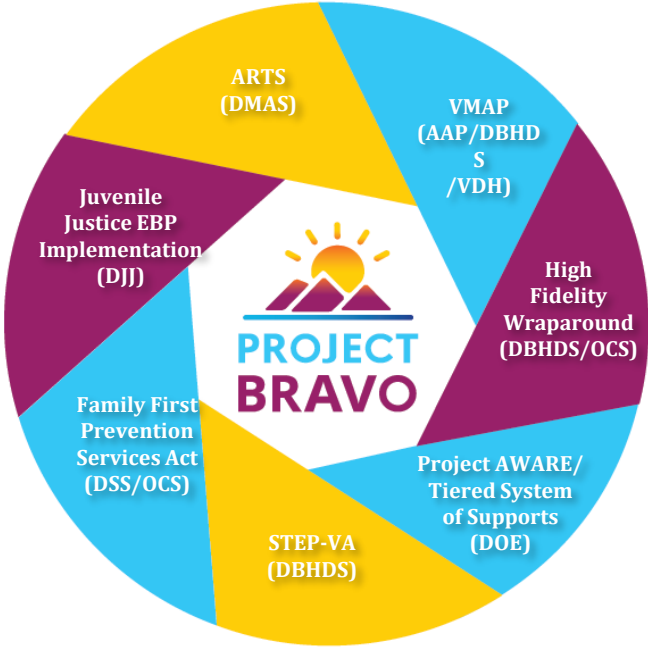 ARTS
(DMAS)
VMAP
(AAP/DBHD
S
/VDH)
High
Fidelity
Wraparound
(DBHDS/OCS)
Project AWARE/
Tiered System
of Supports
(DOE)
STEP-VA
(DBHDS)
Family First
Prevention
Services Act
(DSS/OCS)
Juvenile
Justice EBP
Implementation
(DJJ)
PROJECT
BRAVO